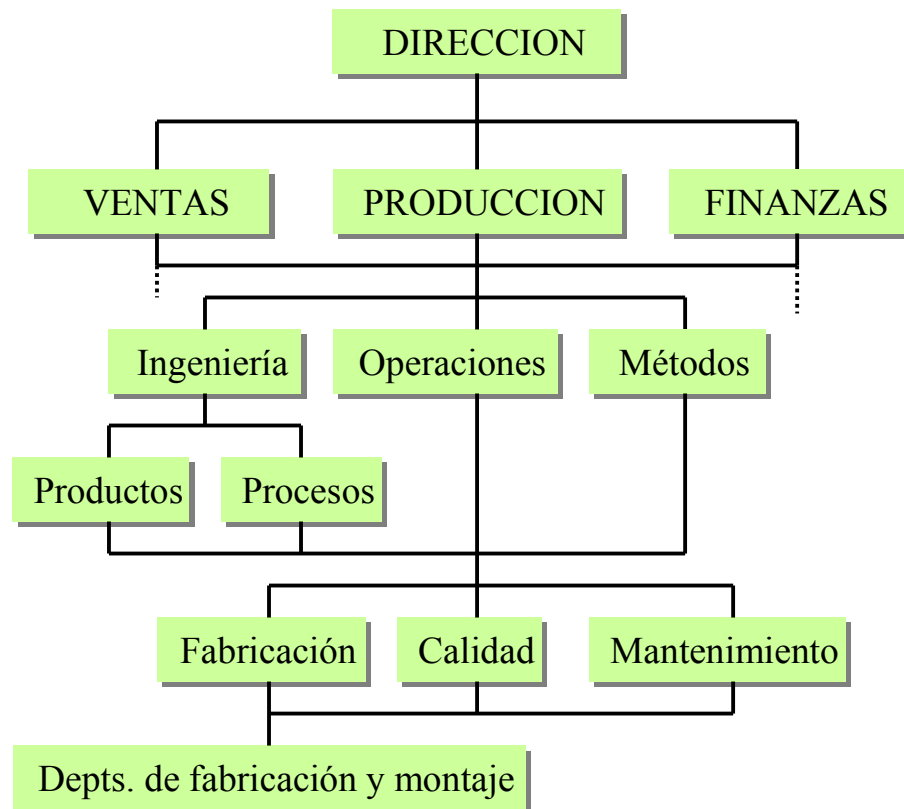 DIRECCION
VENTAS
PRODUCCION
FINANZAS
Ingeniería
Operaciones
Métodos
Productos
Procesos
Fabricación
Calidad
Mantenimiento
Depts. de fabricación y montaje